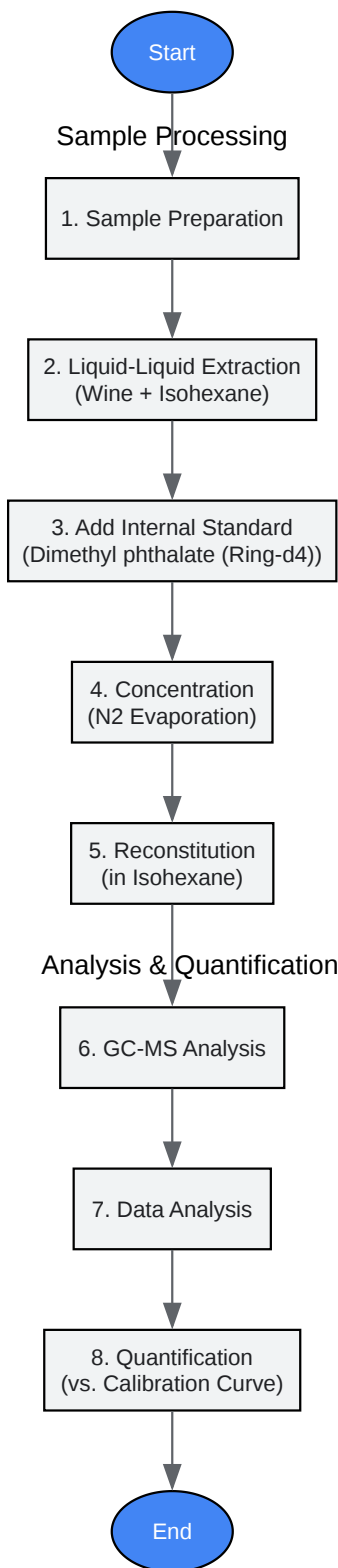 Start
Sample Processing
1. Sample Preparation
2. Liquid-Liquid Extraction
(Wine + Isohexane)
3. Add Internal Standard
(Dimethyl phthalate (Ring-d4))
4. Concentration
(N2 Evaporation)
5. Reconstitution
(in Isohexane)
Analysis & Quantification
6. GC-MS Analysis
7. Data Analysis
8. Quantification
(vs. Calibration Curve)
End